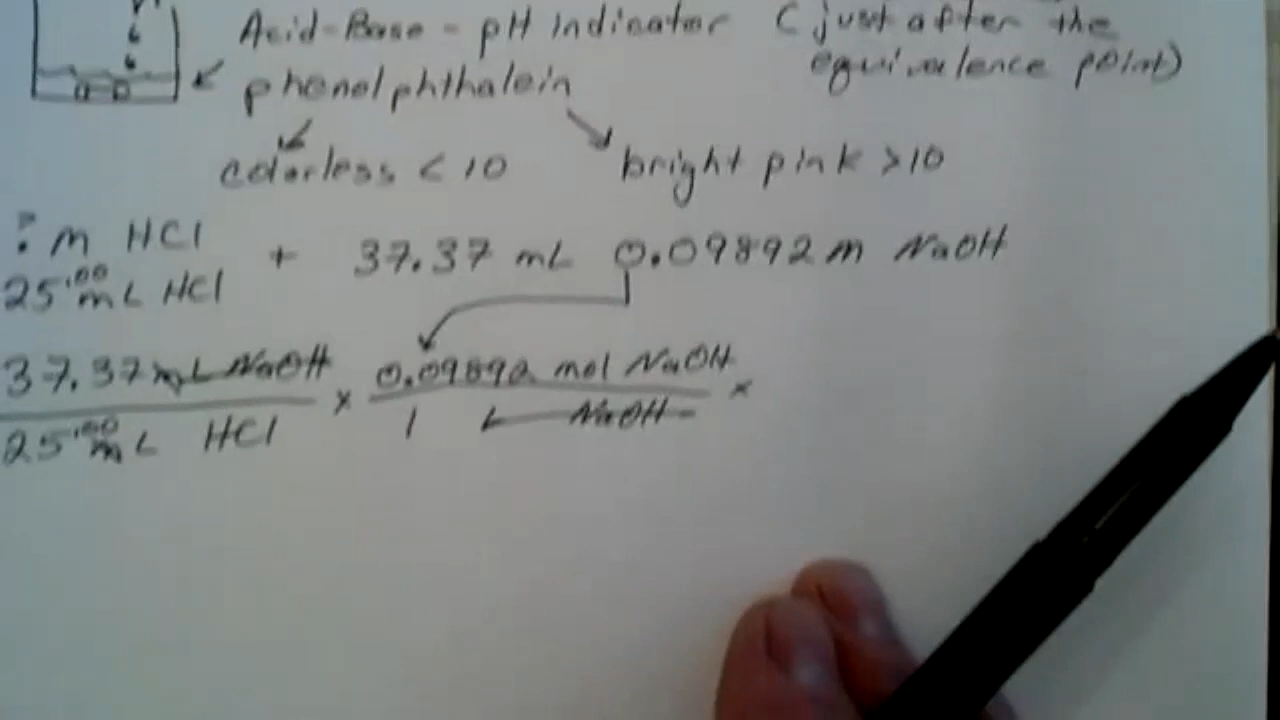 Acid-Base - pH indicator (just after the
equivalence point)
phenolphthalein
colorless < 10 bright pink >10
? m HCl + 37.37 mL 0.09892 m NaOH
25.00 mL HCl
37.37 mL NaOH × 0.09892 mol NaOH ×
25.00 mL HCl 1 L NaOH